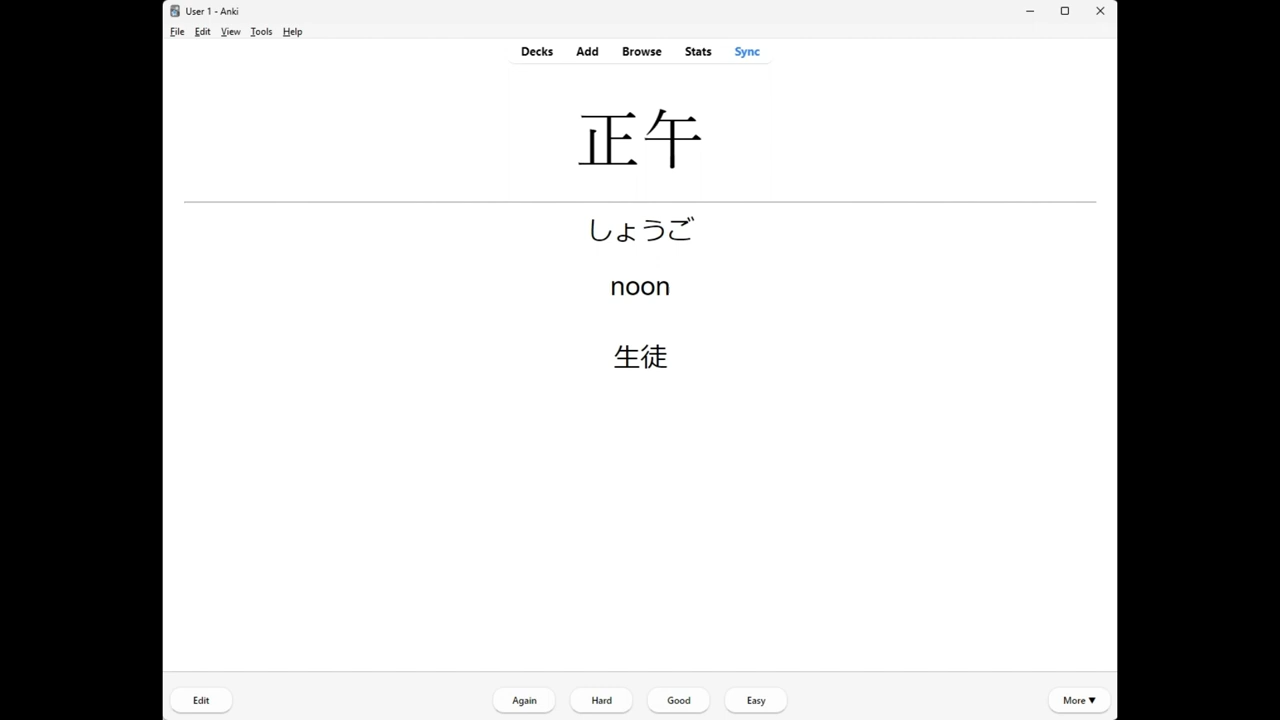 User 1 - Anki
File Edit View Tools Help
Decks Add Browse Stats Sync
正午
しょうご
noon
生徒
Edit Again Hard Good Easy More ▼